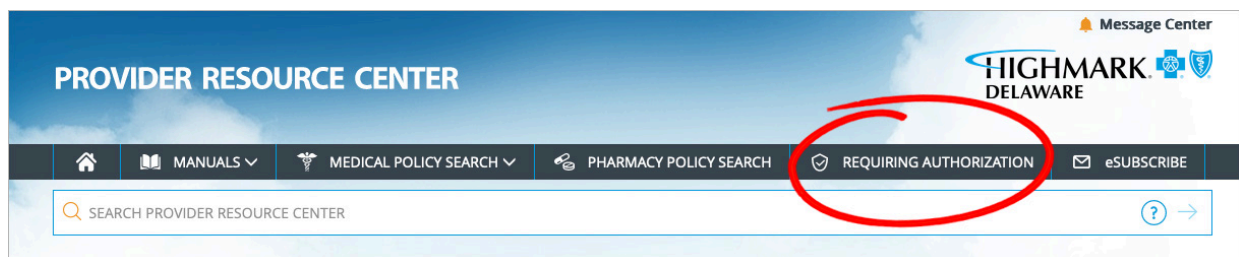 Message Center
PROVIDER RESOURCE CENTER
HIGHMARK.
DELAWARE
MANUALS
MEDICAL POLICY SEARCH
PHARMACY POLICY SEARCH
REQUIRING AUTHORIZATION
eSUBSCRIBE
SEARCH PROVIDER RESOURCE CENTER
?